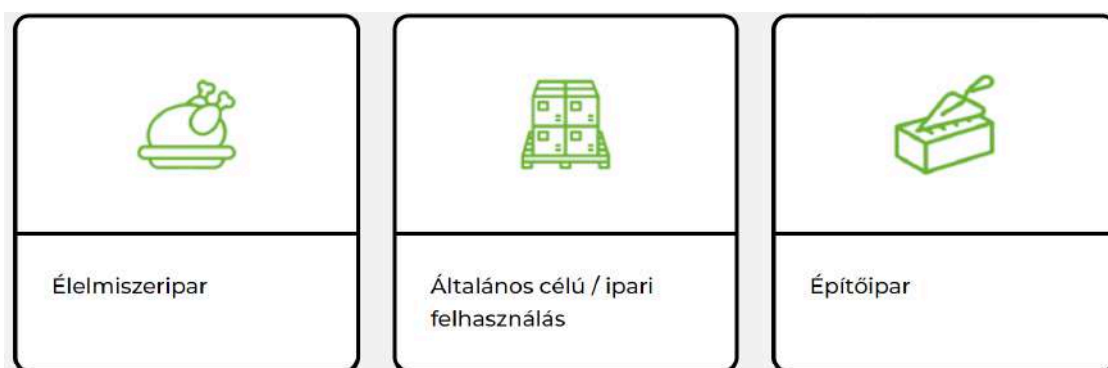 Élelmiszeripar
Általános célú / ipari
felhasználás
Építőipar